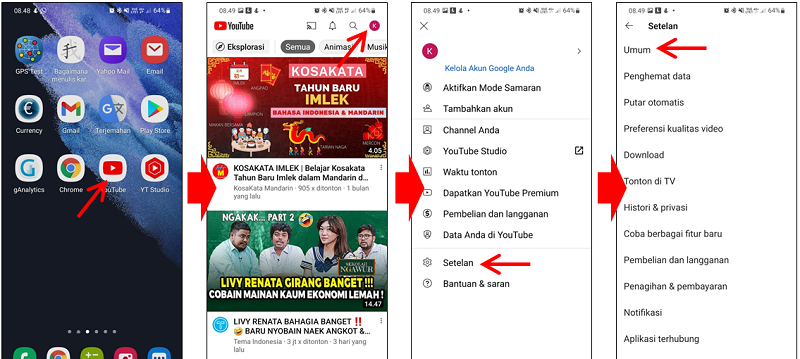 08.48
64%
GPS Test
Bagaimana menulis kar...
Yahoo Mail
Email
Currency
Gmail
Terjemahan
Play Store
gAnalytics
Chrome
YouTube
YT Studio
08.49
64%
YouTube
K
Eksplorasi
Semua
Animasi
Musik
KOSAKATA
TAHUN BARU
IMLEK
BAHASA INDONESIA & MANDARIN
4.05
KOSAKATA IMLEK | Belajar Kosakata
Tahun Baru Imlek dalam Mandarin d...
KosaKata Mandarin · 905 x ditonton · 1 bulan
yang lalu
NGAKAK... PART 2
SEKOLAH
NGAWUR
LIVY RENATA GIRANG BANGET !!!
COBAIN MAINAN KAUM EKONOMI LEMAH !
14.47
LIVY RENATA BAHAGIA BANGET ‼️
🤣 BARU NYOBAIN NAEK ANGKOT &...
Tema Indonesia · 3 jt x ditonton · 3 hari yang
lalu
08.49
64%
K
Kelola Akun Google Anda
Aktifkan Mode Samaran
Tambahkan akun
Channel Anda
YouTube Studio
Waktu tonton
Dapatkan YouTube Premium
Pembelian dan langganan
Data Anda di YouTube
Setelan
Bantuan & saran
08.49
64%
Setelan
Umum
Penghemat data
Putar otomatis
Preferensi kualitas video
Download
Tonton di TV
Histori & privasi
Coba berbagai fitur baru
Pembelian dan langganan
Penagihan & pembayaran
Notifikasi
Aplikasi terhubung